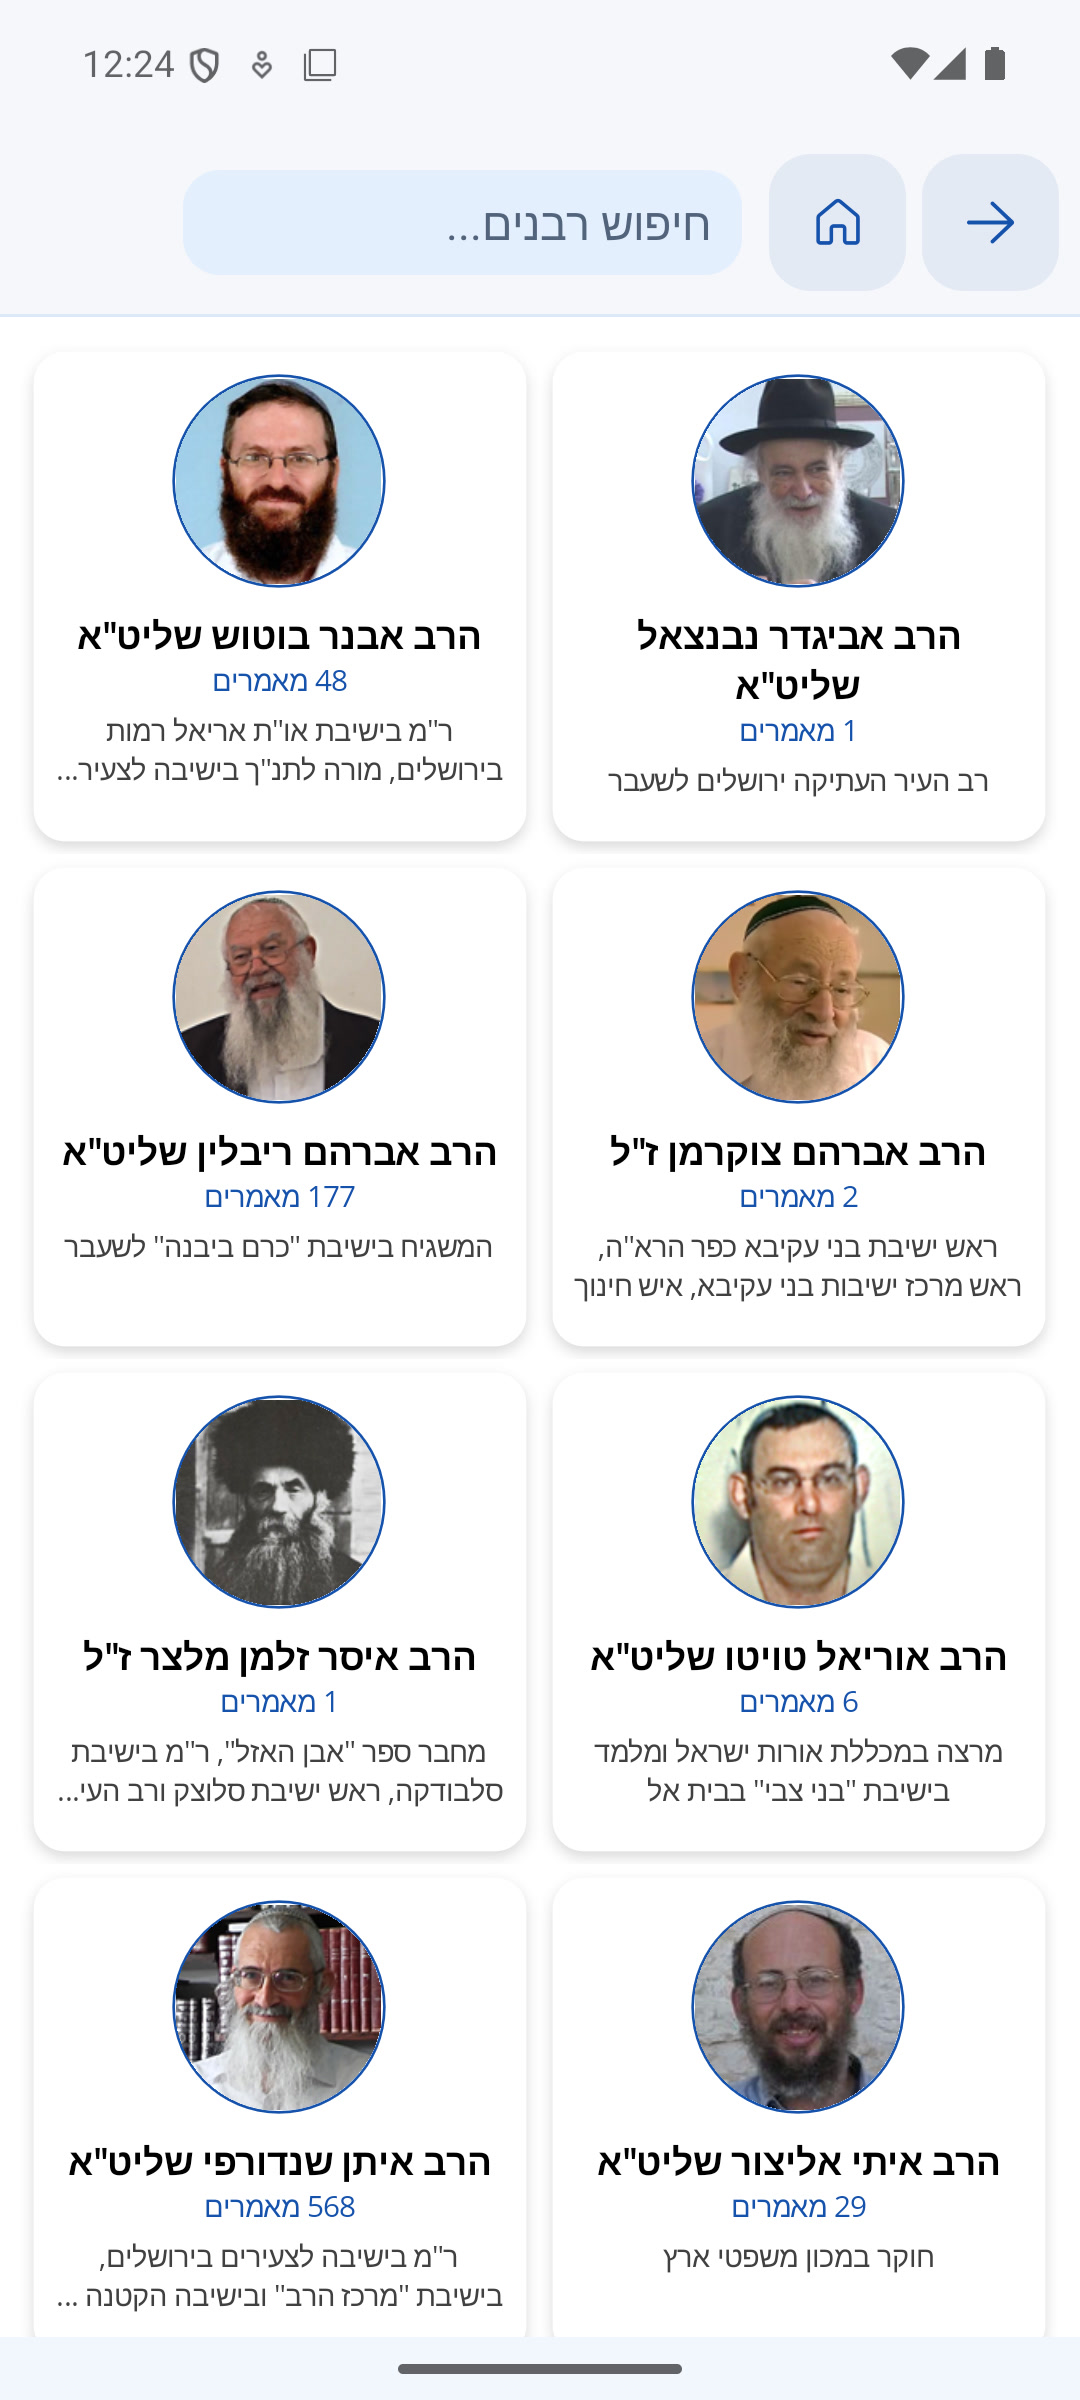 12:24
חיפוש רבנים...
הרב אביגדר נבנצאל
שליט"א
1 מאמרים
רב העיר העתיקה ירושלים לשעבר
הרב אבנר בוטוש שליט"א
48 מאמרים
ר"מ בישיבת או"ת אריאל רמות
בירושלים, מורה לתנ"ך בישיבה לצעיר...
הרב אברהם צוקרמן ז"ל
2 מאמרים
ראש ישיבת בני עקיבא כפר הרא"ה,
ראש מרכז ישיבות בני עקיבא, איש חינוך
הרב אברהם ריבלין שליט"א
177 מאמרים
המשגיח בישיבת "כרם ביבנה" לשעבר
הרב אוריאל טויטו שליט"א
6 מאמרים
מרצה במכללת אורות ישראל ומלמד
בישיבת "בני צבי" בבית אל
הרב איסר זלמן מלצר ז"ל
1 מאמרים
מחבר ספר "אבן האזל", ר"מ בישיבת
סלבודקה, ראש ישיבת סלוצק ורב העי...
הרב איתי אליצור שליט"א
29 מאמרים
חוקר במכון משפטי ארץ
הרב איתן שנדורפי שליט"א
568 מאמרים
ר"מ בישיבה לצעירים בירושלים,
בישיבת "מרכז הרב" ובישיבה הקטנה ...